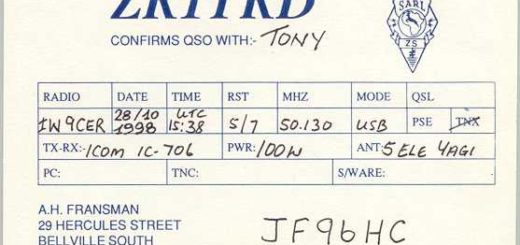 CONFIRMS QSO WITH:- TONY
SARL
ZS
RADIO DATE TIME RST MHZ MODE QSL
IW9CER 28/10 1998 UTC 15:38 5/7 50.130 USB PSE TNX
TX-RX:- ICOM IC-706 PWR: 100W ANT: 5 ELE YAGI
PC: TNC: S/WARE:
A.H. FRANSMAN
29 HERCULES STREET JF96HC
BELLVILLE SOUTH